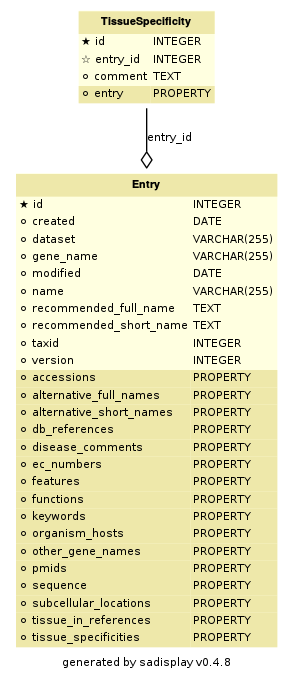 TissueSpecificity
★ id INTEGER
☆ entry_id INTEGER
comment TEXT
entry PROPERTY
entry_id
Entry
★ id INTEGER
created DATE
dataset VARCHAR(255)
gene_name VARCHAR(255)
modified DATE
name VARCHAR(255)
recommended_full_name TEXT
recommended_short_name TEXT
taxid INTEGER
version INTEGER
accessions PROPERTY
alternative_full_names PROPERTY
alternative_short_names PROPERTY
db_references PROPERTY
disease_comments PROPERTY
ec_numbers PROPERTY
features PROPERTY
functions PROPERTY
keywords PROPERTY
organism_hosts PROPERTY
other_gene_names PROPERTY
pmids PROPERTY
sequence PROPERTY
subcellular_locations PROPERTY
tissue_in_references PROPERTY
tissue_specificities PROPERTY
generated by sadisplay v0.4.8